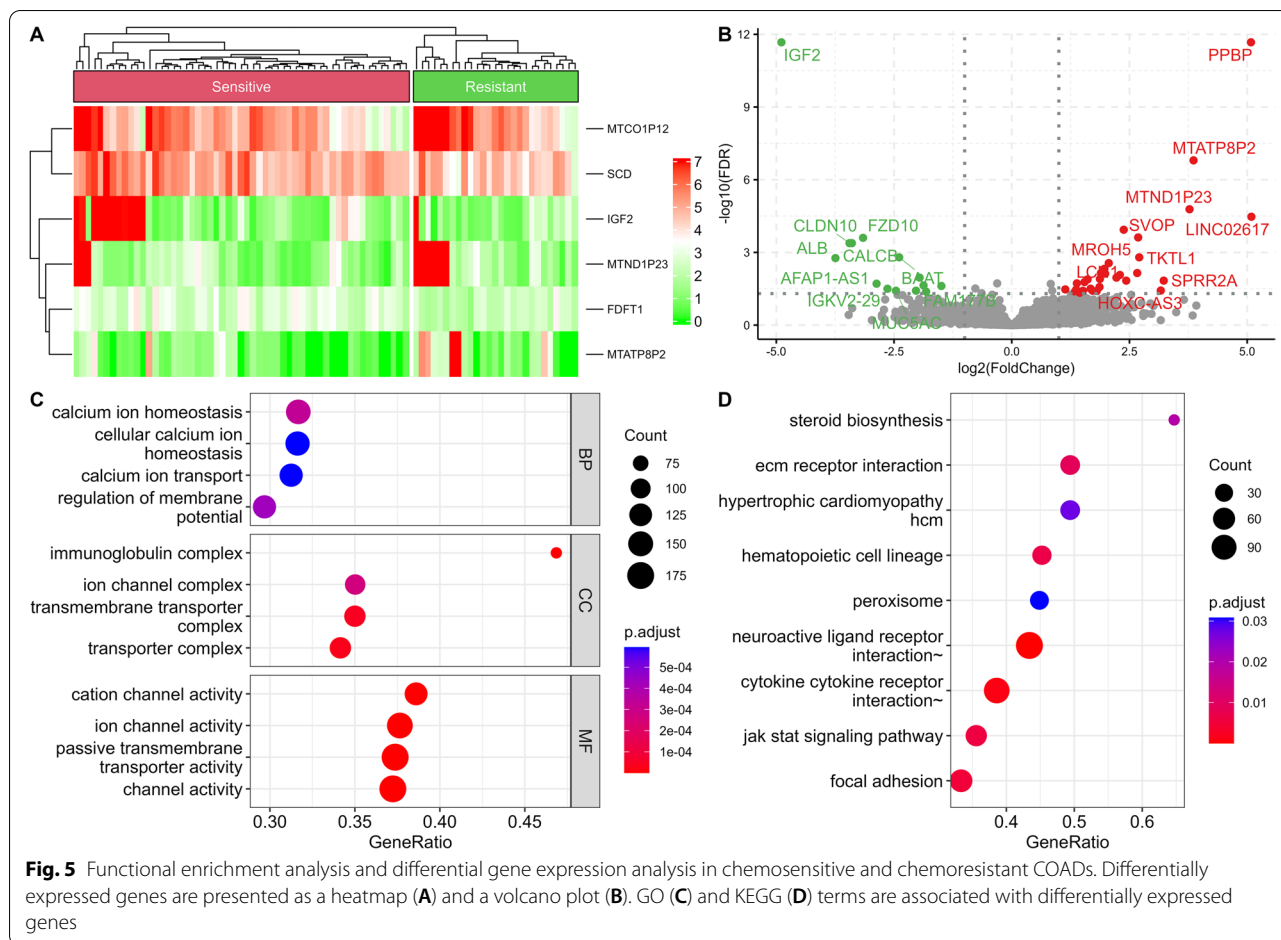 A
Sensitive
Resistant
MTCO1P12
SCD
IGF2
MTND1P23
FDFT1
MTATP8P2
7
6
5
4
3
2
1
0
B
12
9
6
3
0
-log10(FDR)
IGF2
PPBP
MTATP8P2
MTND1P23
LINC02617
SVOP
CLDN10
FZD10
ALB
CALCB
MROH5
TKTL1
AFAP1-AS1
BAAT
SPRR2A
IGKV2-29
FAM177B
HOXC-AS3
MUC5AC
-5.0
-2.5
0.0
2.5
5.0
log2(FoldChange)
C
calcium ion homeostasis
cellular calcium ion
homeostasis
calcium ion transport
regulation of membrane
potential
BP
immunoglobulin complex
ion channel complex
transmembrane transporter
complex
transporter complex
CC
cation channel activity
ion channel activity
passive transmembrane
transporter activity
channel activity
MF
0.30
0.35
0.40
0.45
GeneRatio
Count
75
100
125
150
175
p.adjust
5e-04
4e-04
3e-04
2e-04
1e-04
D
steroid biosynthesis
ecm receptor interaction
hypertrophic cardiomyopathy
hcm
hematopoietic cell lineage
peroxisome
neuroactive ligand receptor
interaction~
cytokine cytokine receptor
interaction~
jak stat signaling pathway
focal adhesion
0.4
0.5
0.6
GeneRatio
Count
30
60
90
p.adjust
0.03
0.02
0.01
Fig. 5 Functional enrichment analysis and differential gene expression analysis in chemosensitive and chemoresistant COADs. Differentially
expressed genes are presented as a heatmap (A) and a volcano plot (B). GO (C) and KEGG (D) terms are associated with differentially expressed
genes